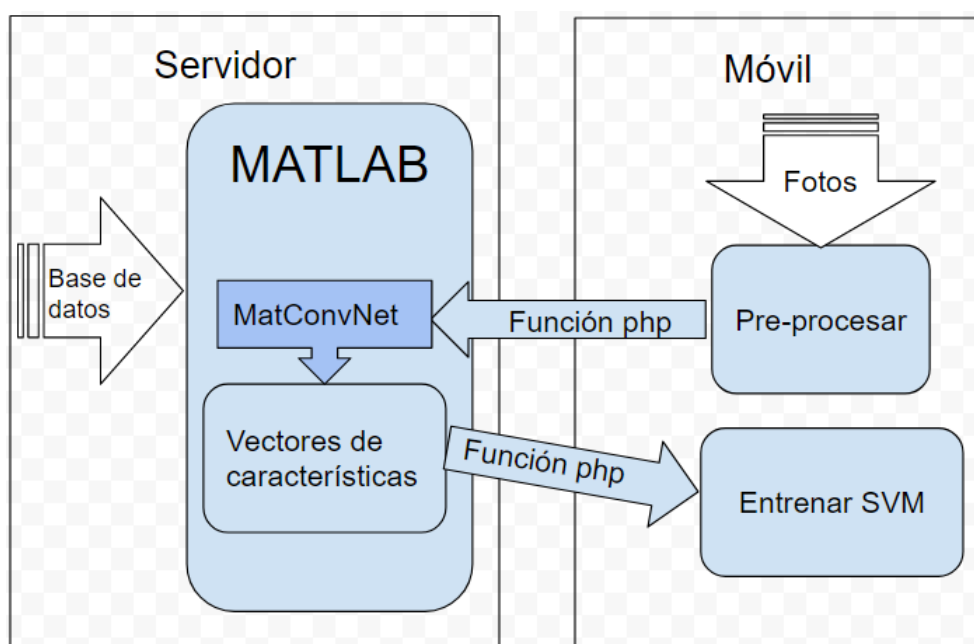 Servidor
MATLAB
Base de
datos
MatConvNet
Vectores de
características
Función php
Función php
Móvil
Fotos
Pre-procesar
Entrenar SVM